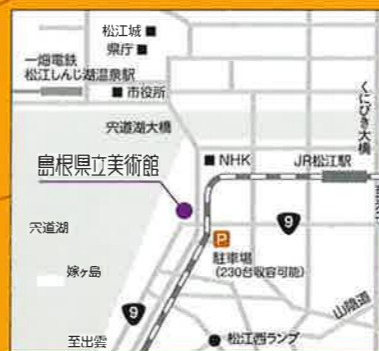 松江城
県庁
一畑電鉄
松江しんじ湖温泉駅
市役所
宍道湖大橋
くにびき大橋
島根県立美術館
NHK
JR松江駅
9
宍道湖
P
駐車場
(230台収容可能)
嫁ヶ島
山陰道
9
至出雲
松江西ランプ